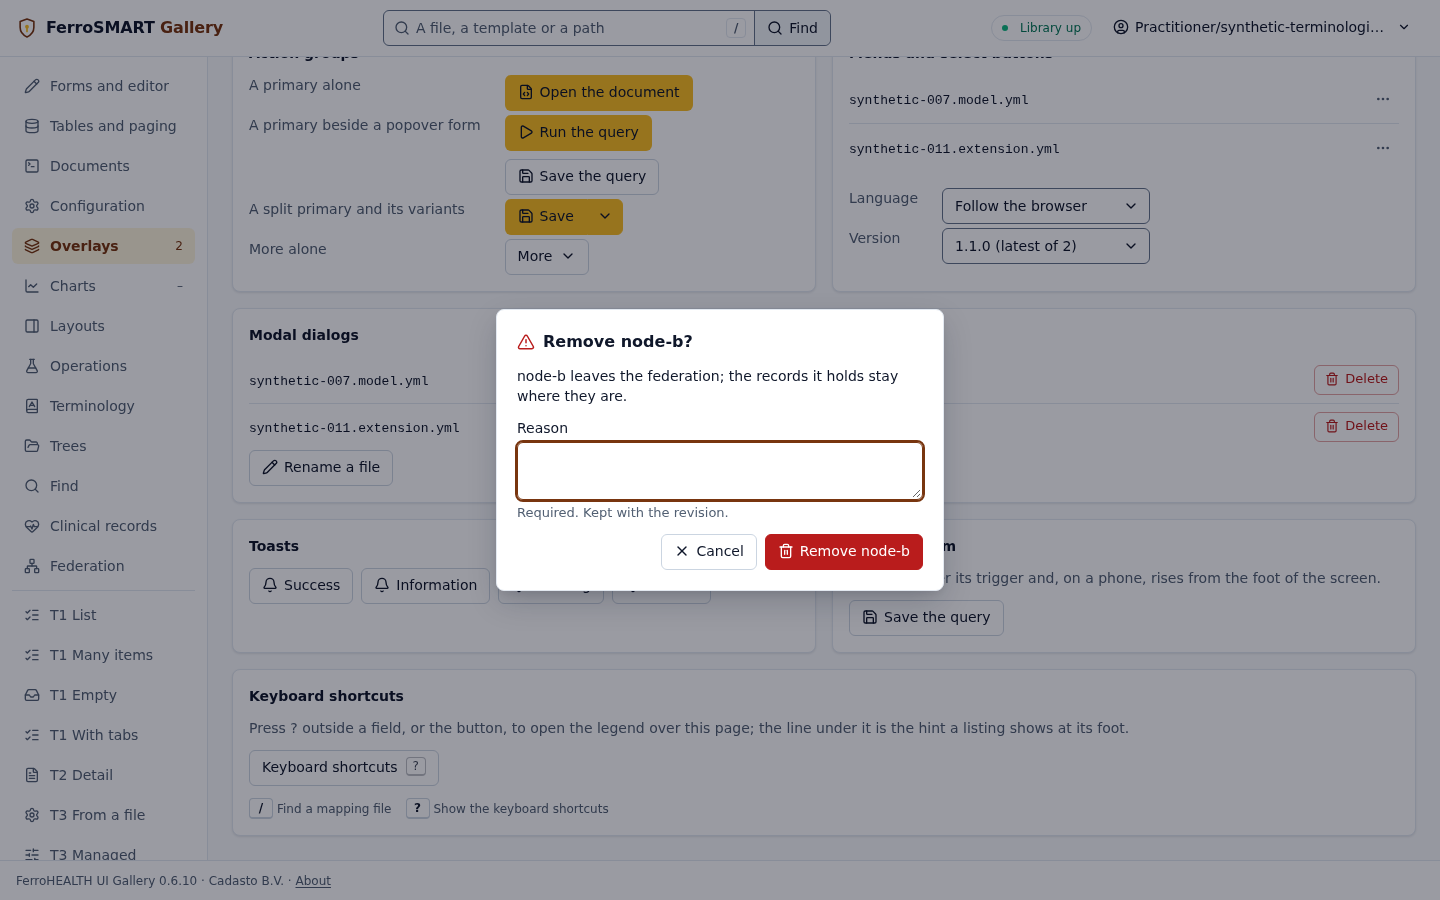 FerroSMART Gallery
A file, a template or a path
/
Find
Library up
Practitioner/synthetic-terminologi...
Forms and editor
Tables and paging
Documents
Configuration
Overlays
2
Charts
–
Layouts
Operations
Terminology
Trees
Find
Clinical records
Federation
T1 List
T1 Many items
T1 Empty
T1 With tabs
T2 Detail
T3 From a file
T3 Managed
A primary alone
Open the document
A primary beside a popover form
Run the query
Save the query
A split primary and its variants
Save
More alone
More
synthetic-007.model.yml
synthetic-011.extension.yml
Language
Follow the browser
Version
1.1.0 (latest of 2)
Modal dialogs
synthetic-007.model.yml
synthetic-011.extension.yml
Rename a file
Delete
Delete
Remove node-b?
node-b leaves the federation; the records it holds stay
where they are.
Reason
Required. Kept with the revision.
Cancel
Remove node-b
Toasts
Success
Information
its trigger and, on a phone, rises from the foot of the screen.
Save the query
Keyboard shortcuts
Press ? outside a field, or the button, to open the legend over this page; the line under it is the hint a listing shows at its foot.
Keyboard shortcuts ?
/ Find a mapping file ? Show the keyboard shortcuts
FerroHEALTH UI Gallery 0.6.10 · Cadasto B.V. · About